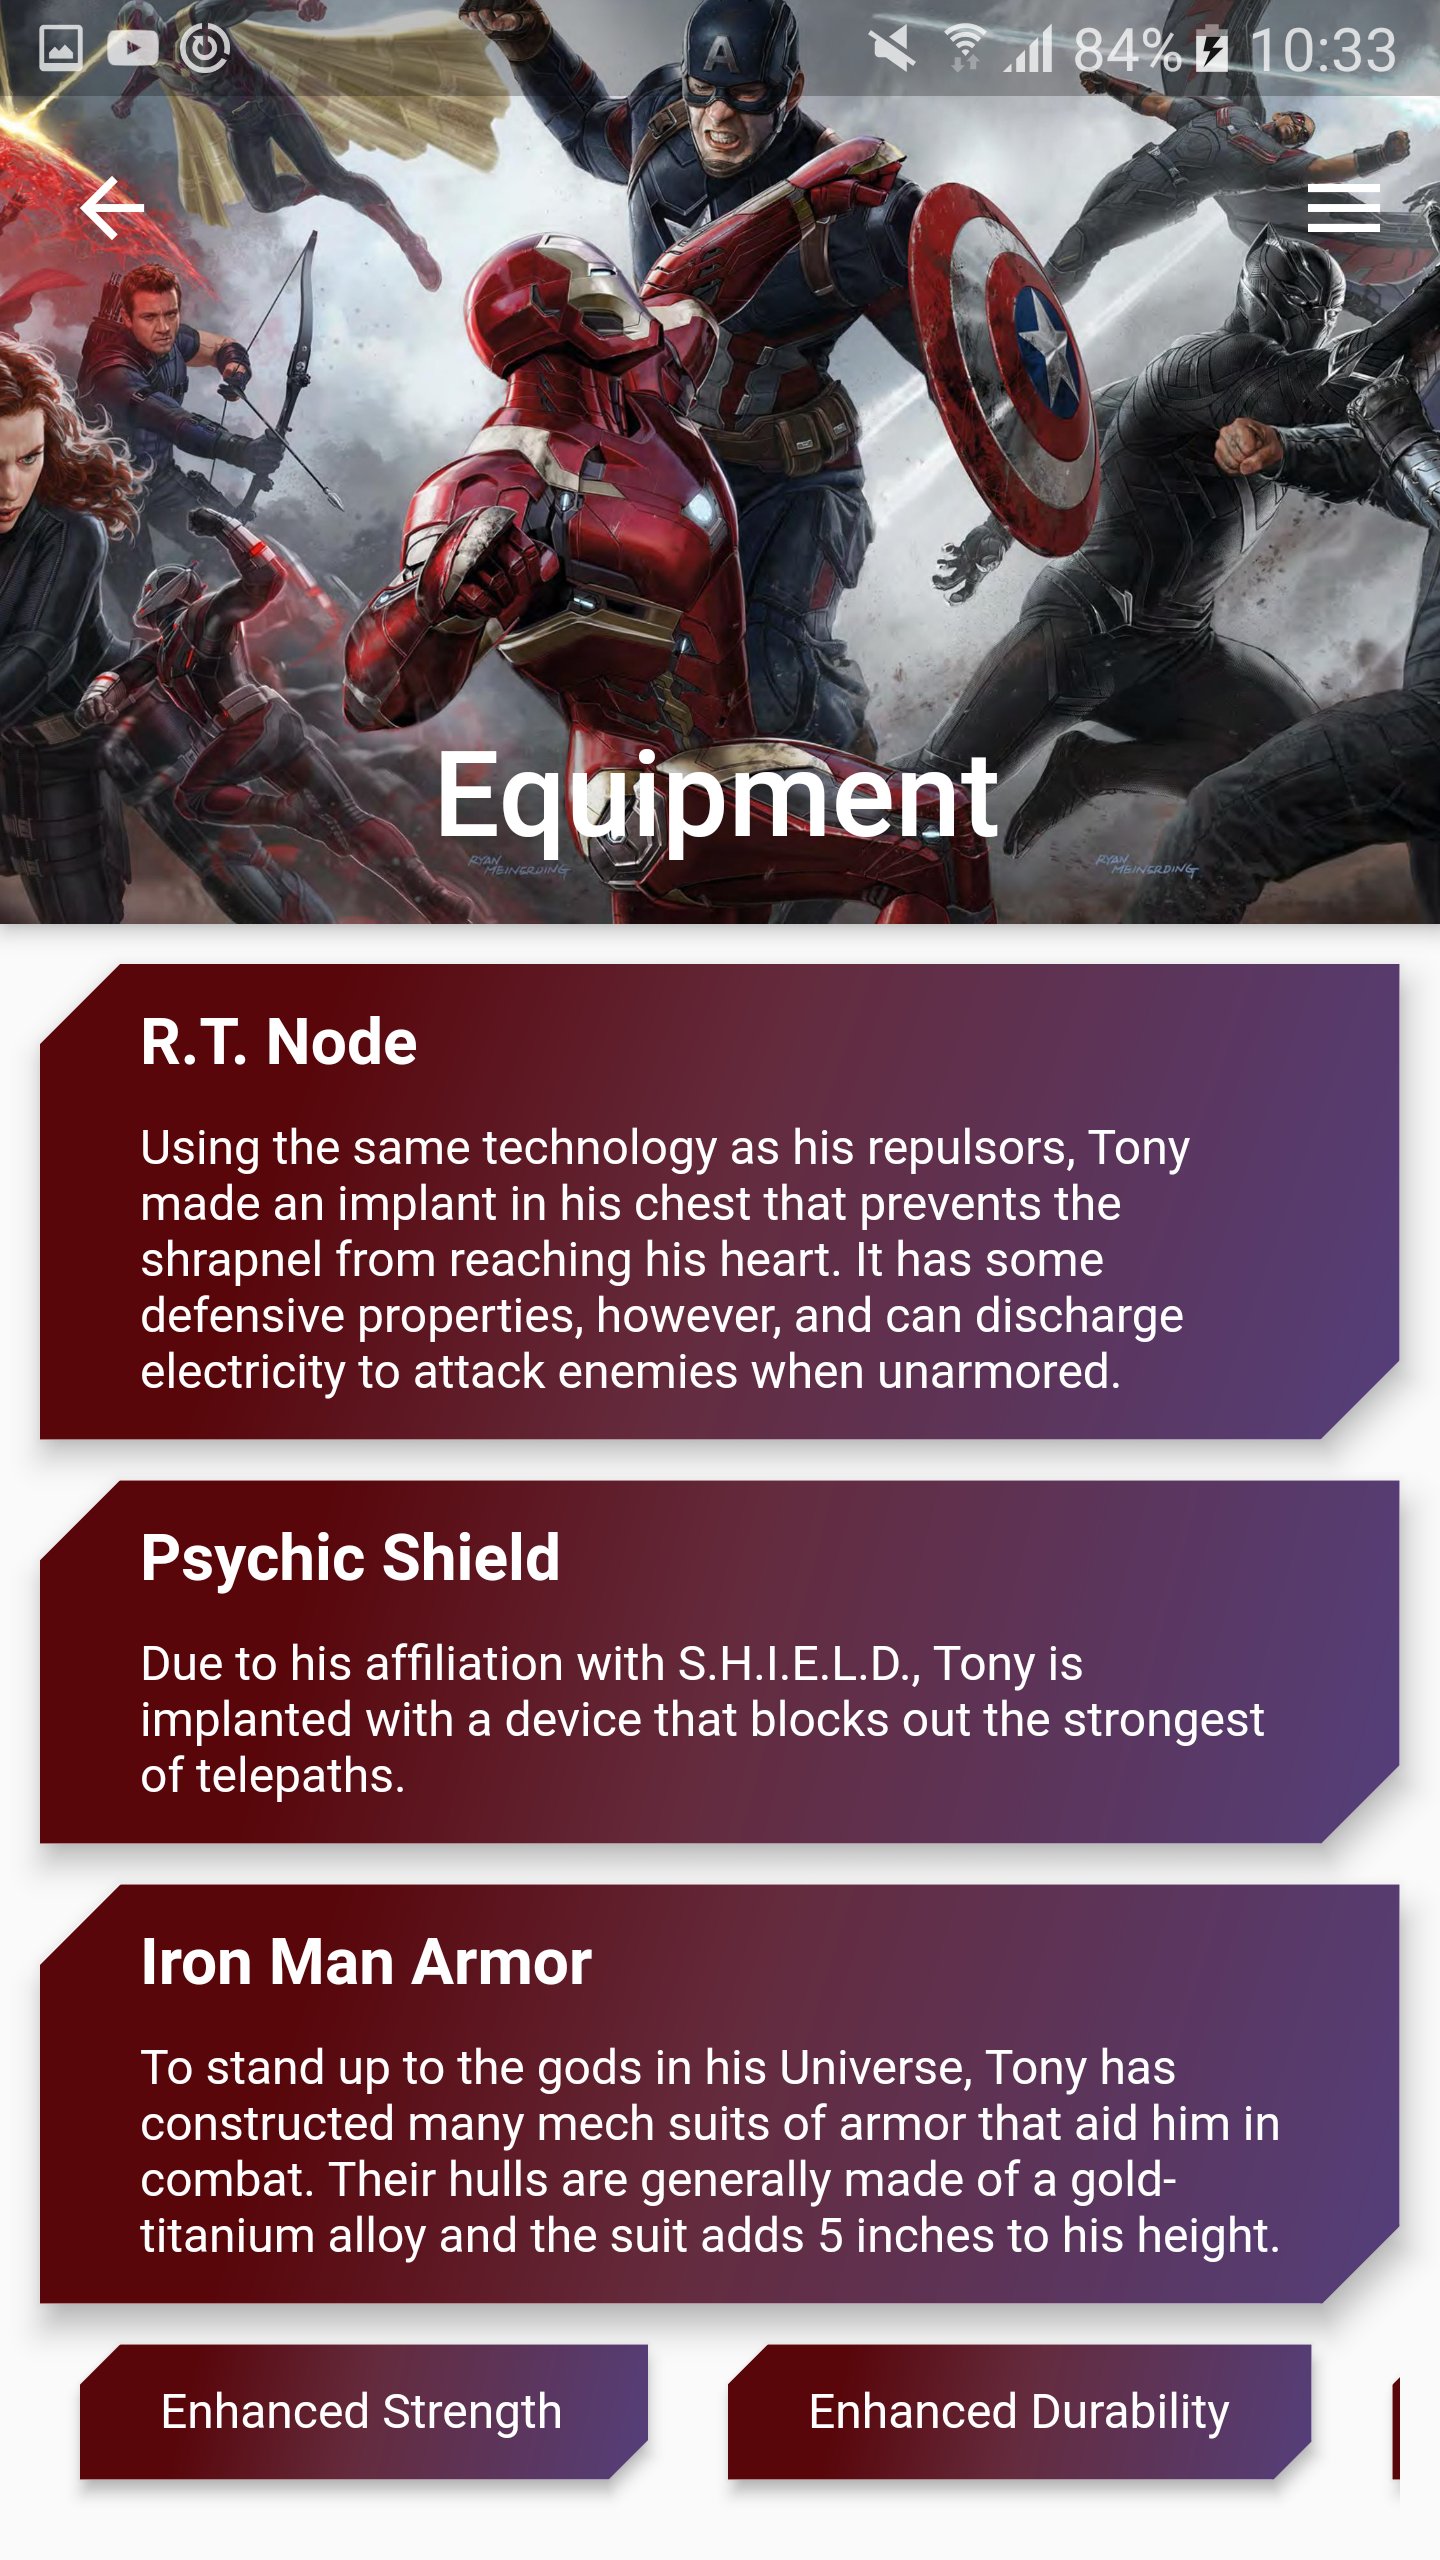 84% 10:33
A
Equipment
RYAN MEINERDING
RYAN MEINERDING
R.T. Node
Using the same technology as his repulsors, Tony
made an implant in his chest that prevents the
shrapnel from reaching his heart. It has some
defensive properties, however, and can discharge
electricity to attack enemies when unarmored.
Psychic Shield
Due to his affiliation with S.H.I.E.L.D., Tony is
implanted with a device that blocks out the strongest
of telepaths.
Iron Man Armor
To stand up to the gods in his Universe, Tony has
constructed many mech suits of armor that aid him in
combat. Their hulls are generally made of a gold-
titanium alloy and the suit adds 5 inches to his height.
Enhanced Strength
Enhanced Durability